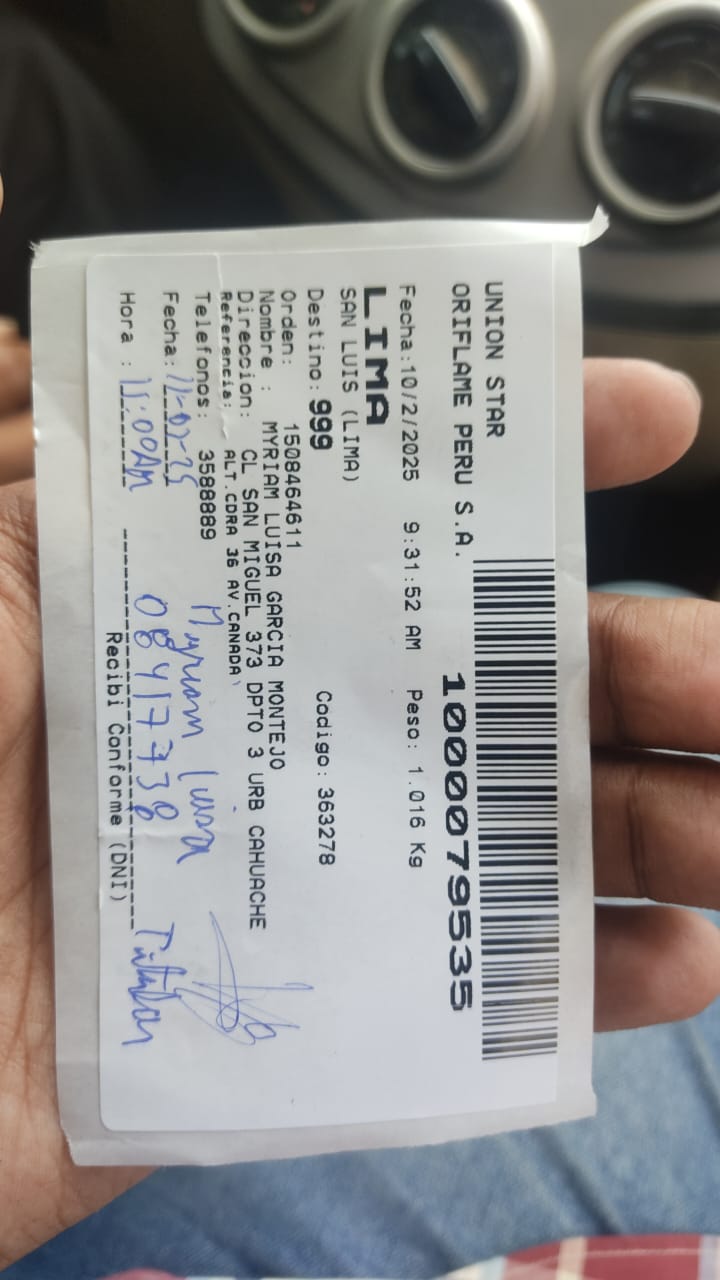 UNION STAR
ORIFLAME PERU S.A.
1000079535
Fecha:10/2/2025 9:31:52 AM Peso: 1.016 Kg
LIMA
SAN LUIS (LIMA)
Destino: 999 Codigo: 363278
Orden: 1508464611
Nombre : MYRIAM LUISA GARCIA MONTEJO
Direccion: CL SAN MIGUEL 373 DPTO 3 URB CAHUACHE
Referencia: ALT.CDRA 36 AV.CANADA
Telefonos: 3588889
Myriam Luisa
Fecha: 11-02-25
08417738 Titular
Hora : 11:00AM
Recibi Conforme (DNI)